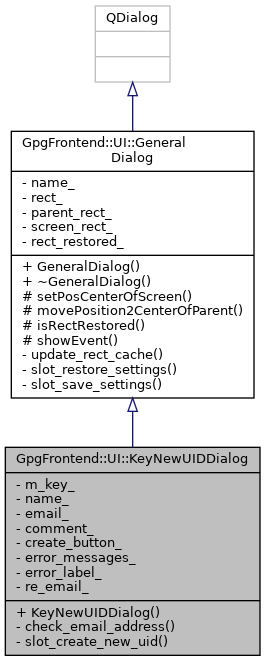 QDialog
GpgFrontend::UI::General
Dialog
- name_
- rect_
- parent_rect_
- screen_rect_
- rect_restored_
+ GeneralDialog()
+ ~GeneralDialog()
# setPosCenterOfScreen()
# movePosition2CenterOfParent()
# isRectRestored()
# showEvent()
- update_rect_cache()
- slot_restore_settings()
- slot_save_settings()
GpgFrontend::UI::KeyNewUIDDialog
- m_key_
- name_
- email_
- comment_
- create_button_
- error_messages_
- error_label_
- re_email_
+ KeyNewUIDDialog()
- check_email_address()
- slot_create_new_uid()